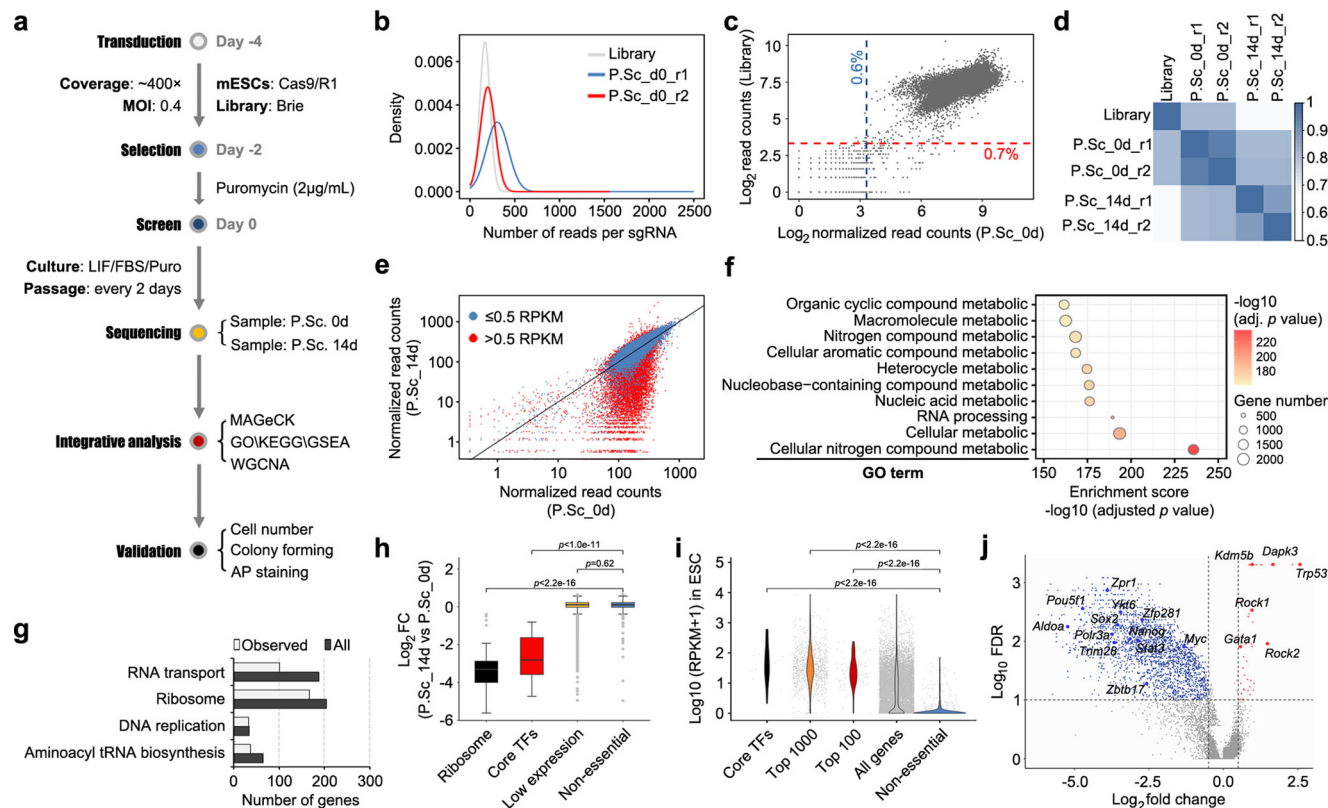 a
Transduction Day -4
Coverage: ~400× mESCs: Cas9/R1
MOI: 0.4 Library: Brie
Selection Day -2
Puromycin (2µg/mL)
Screen Day 0
Culture: LIF/FBS/Puro
Passage: every 2 days
Sequencing
Sample: P.Sc. 0d
Sample: P.Sc. 14d
Integrative analysis
MAGeCK
GO\KEGG\GSEA
WGCNA
Validation
Cell number
Colony forming
AP staining
b
Density
0.006
0.004
0.002
0.000
Library
P.Sc_d0_r1
P.Sc_d0_r2
0 500 1000 1500 2000 2500
Number of reads per sgRNA
c
Log2 read counts (Library)
10.0
7.5
5.0
2.5
0
0.6%
0.7%
0 3 6 9
Log2 normalized read counts (P.Sc_0d)
d
Library
P.Sc_0d_r1
P.Sc_0d_r2
P.Sc_14d_r1
P.Sc_14d_r2
Library
P.Sc_0d_r1
P.Sc_0d_r2
P.Sc_14d_r1
P.Sc_14d_r2
1
0.9
0.8
0.7
0.6
0.5
e
Normalized read counts
(P.Sc_14d)
1000
100
10
1
≤0.5 RPKM
>0.5 RPKM
1 10 100 1000
Normalized read counts
(P.Sc_0d)
f
Organic cyclic compound metabolic
Macromolecule metabolic
Nitrogen compound metabolic
Cellular aromatic compound metabolic
Heterocycle metabolic
Nucleobase−containing compound metabolic
Nucleic acid metabolic
RNA processing
Cellular metabolic
Cellular nitrogen compound metabolic
GO term
150 175 200 225 250
Enrichment score
-log10 (adjusted p value)
-log10
(adj. p value)
220
200
180
Gene number
500
1000
1500
2000
g
Observed All
RNA transport
Ribosome
DNA replication
Aminoacyl tRNA biosynthesis
0 100 200 300
Number of genes
h
Log2 FC
(P.Sc_14d vs P.Sc_0d)
2
0
-2
-4
-6
p<1.0e-11
p=0.62
p<2.2e-16
Ribosome
Core TFs
Low expression
Non-essential
i
Log10 (RPKM+1) in ESC
5
4
3
2
1
0
p<2.2e-16
p<2.2e-16
p<2.2e-16
Core TFs
Top 1000
Top 100
All genes
Non-essential
j
Log10 FDR
3
2
1
0
Kdm5b Dapk3
Trp53
Zpr1
Pou5f1
Ykt6
Rock1
Zfp281
Sox2
Aldoa
Nanog
Gata1
Polr3a
Myc
Trim28
Stat3
Rock2
Zbtb17
-5.0 -2.5 0.0 2.5
Log2fold change